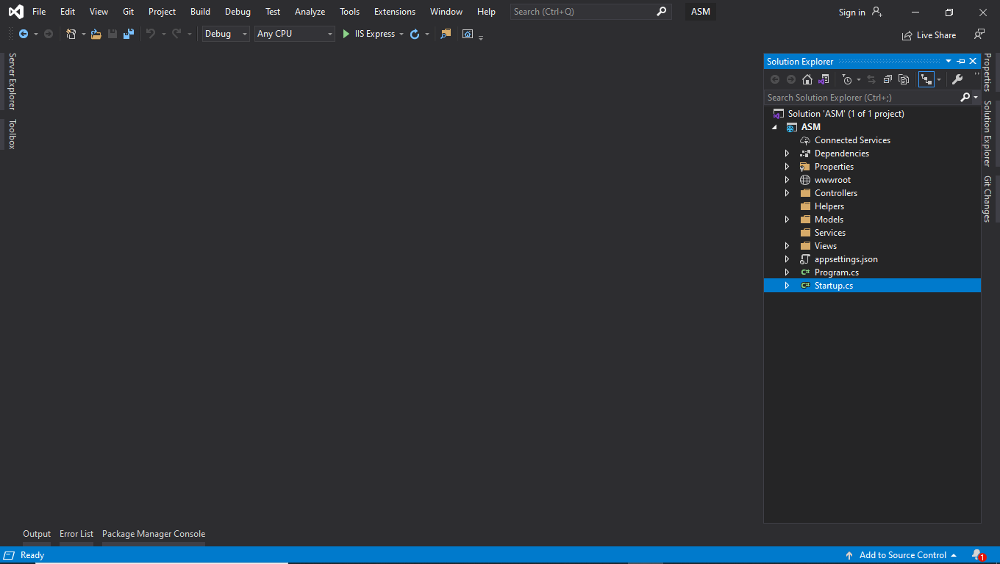 File Edit View Git Project Build Debug Test Analyze Tools Extensions Window Help Search (Ctrl+Q) ASM Sign in
Debug Any CPU IIS Express Live Share
Server Explorer
Toolbox
Solution Explorer
Search Solution Explorer (Ctrl+;)
Solution 'ASM' (1 of 1 project)
ASM
Connected Services
Dependencies
Properties
wwwroot
Controllers
Helpers
Models
Services
Views
appsettings.json
C# Program.cs
C# Startup.cs
Properties
Solution Explorer
Git Changes
Output Error List Package Manager Console
Ready Add to Source Control 1